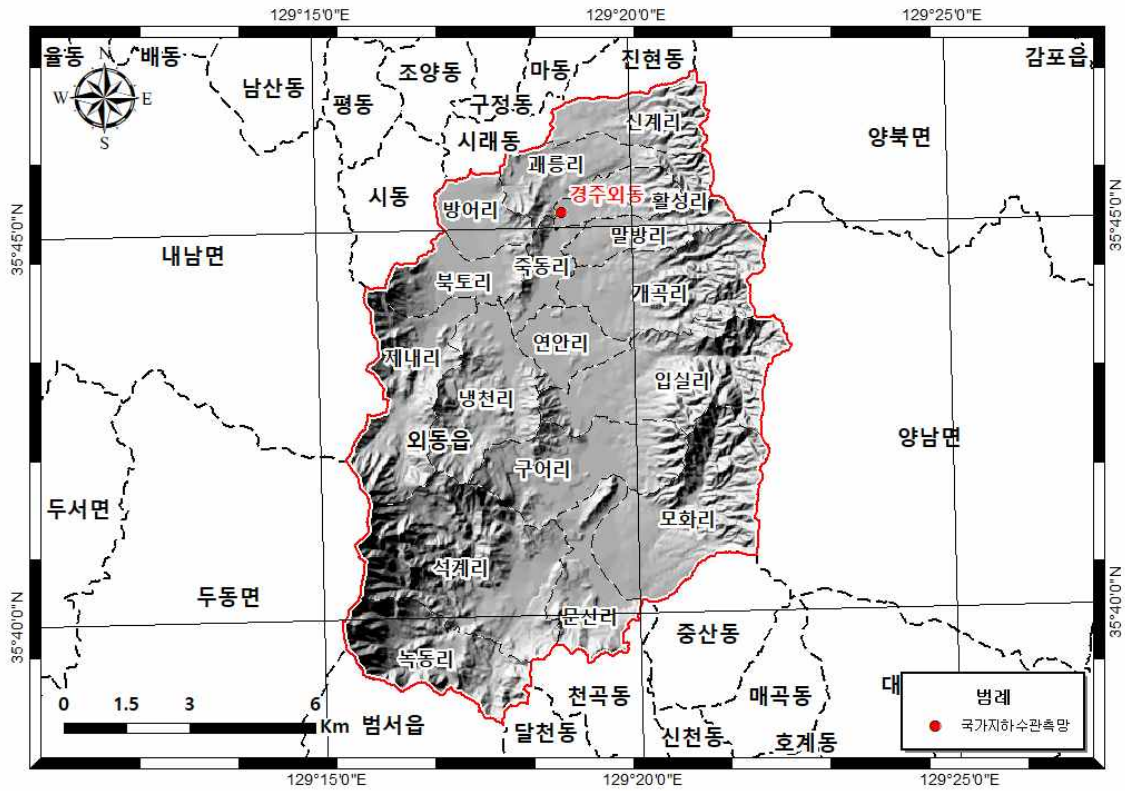 129°15'0"E
129°20'0"E
129°25'0"E
율동
배동
남산동
평동
조양동
마동
진현동
감포읍
N
W
E
S
구정동
시래동
신계리
양북면
괘릉리
시동
방어리
경주외동
활성리
35°45'0"N
35°45'0"N
내남면
말방리
죽동리
북토리
개곡리
연안리
제내리
입실리
냉천리
외동읍
양남면
구어리
두서면
모화리
석계리
두동면
문산리
35°40'0"N
35°40'0"N
중산동
녹동리
천곡동
매곡동
대
범례
국가지하수관측망
0
1.5
3
6
Km
범서읍
달천동
신천동
호계동
129°15'0"E
129°20'0"E
129°25'0"E